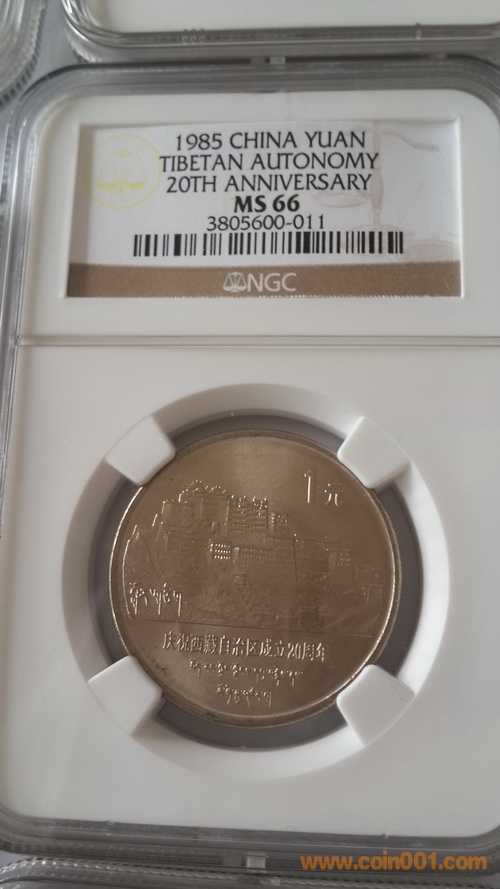 1985 CHINA YUAN
TIBETAN AUTONOMY
20TH ANNIVERSARY
MS 66
3805600-011
NGC
1元
庆祝西藏自治区成立20周年
www.coin001.com